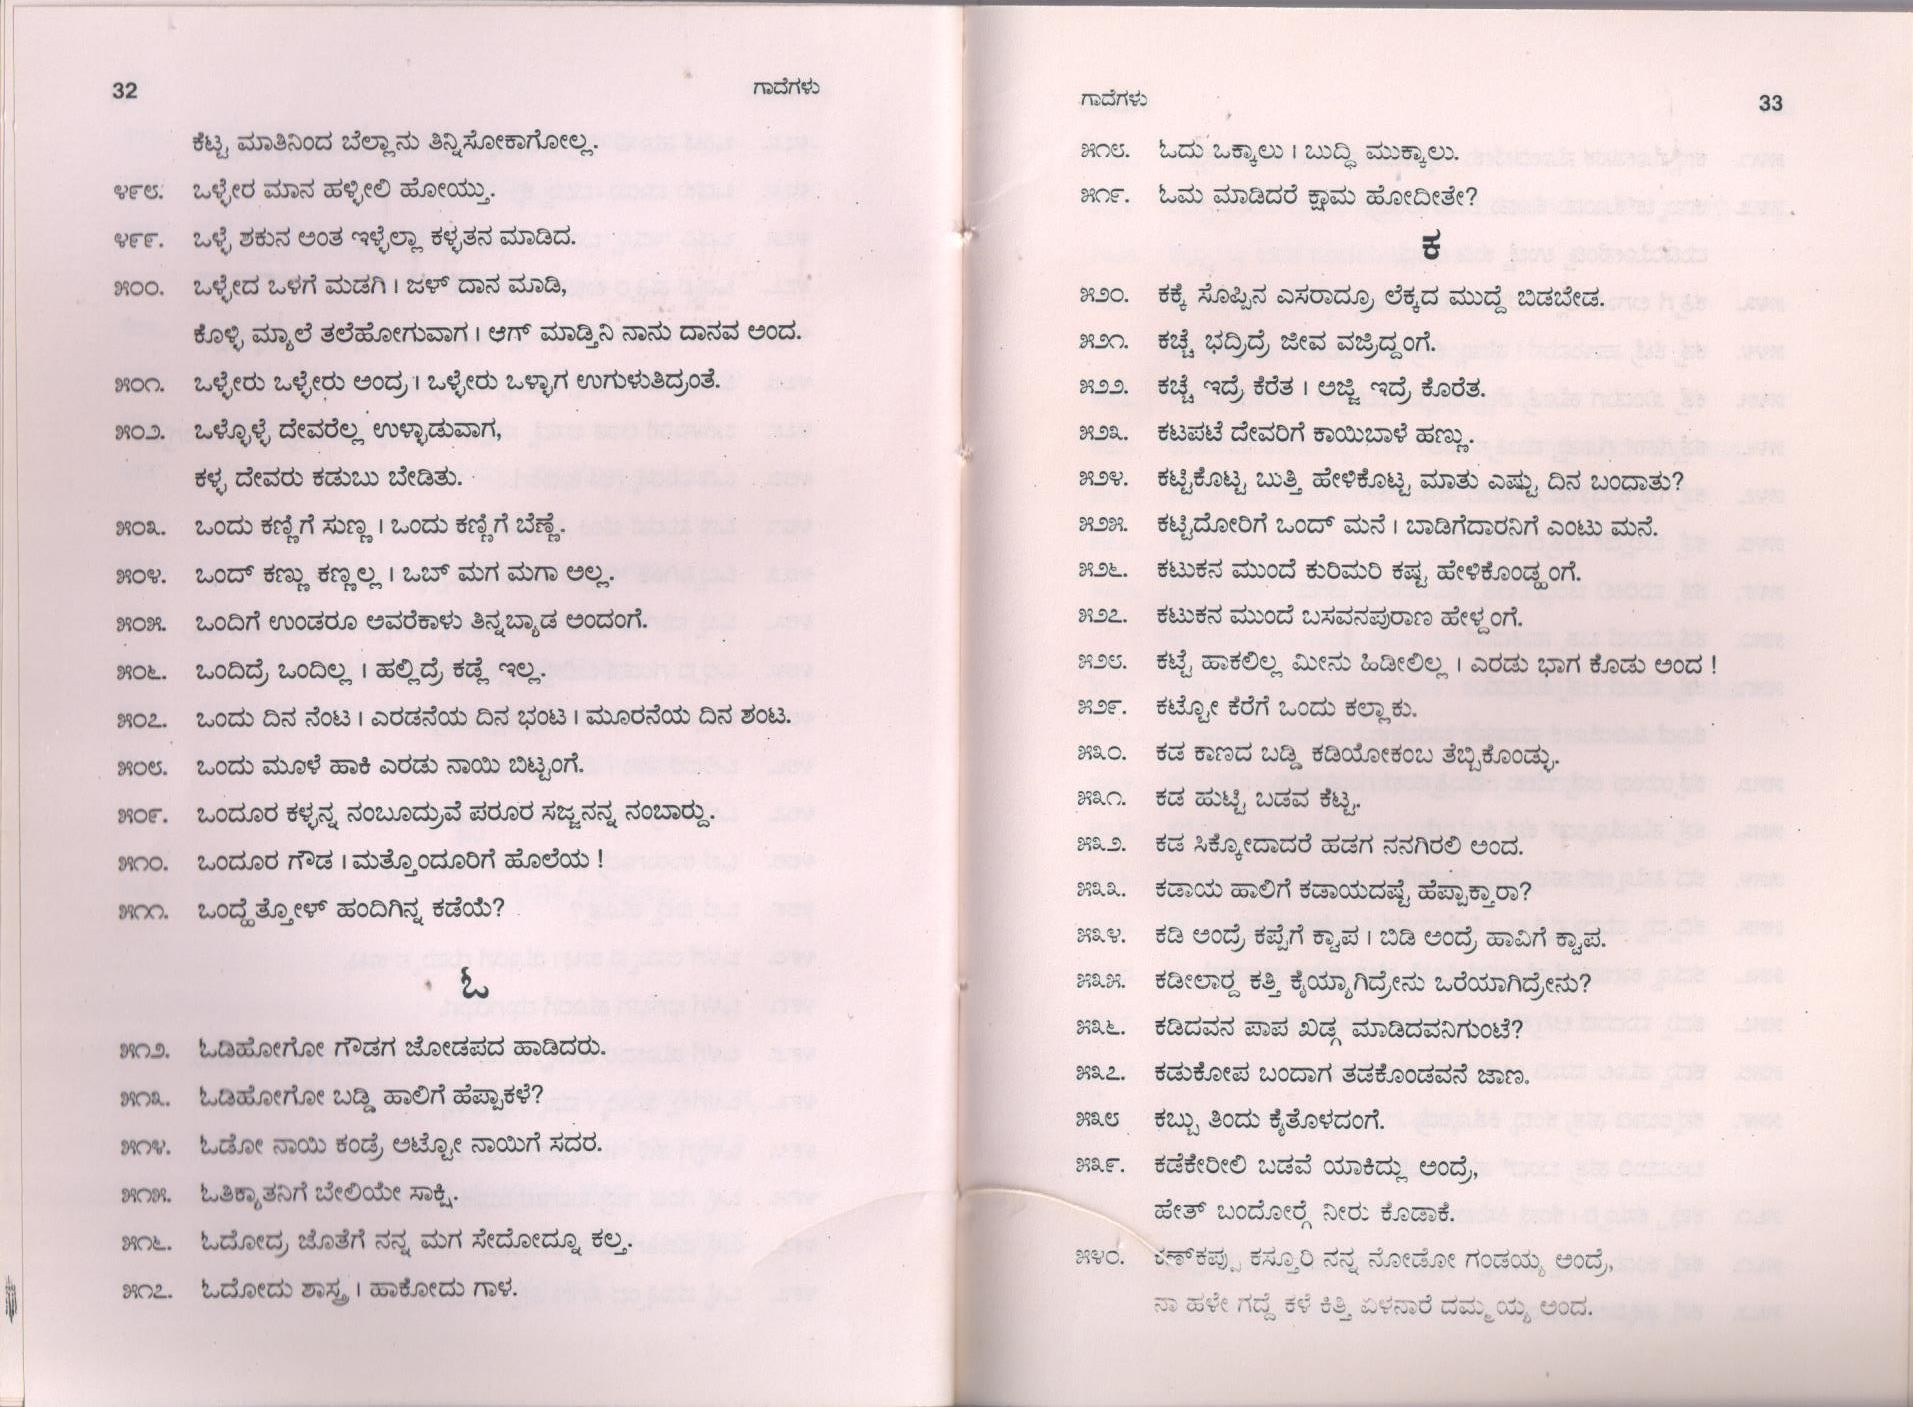 32
ಗಾದೆಗಳು
ಕೆಟ್ಟ ಮಾತಿನಿಂದ ಬೆಲ್ಲಾನು ತಿನ್ನಿಸೋಕಾಗೋಲ್ಲ.
೪೯೮. ಒಳ್ಳೇರ ಮಾನ ಹಳ್ಳೀಲಿ ಹೋಯ್ತು.
೪೯೯. ಒಳ್ಳೆ ಶಕುನ ಅಂತ ಇಳ್ಳೆಲ್ಲಾ ಕಳ್ಳತನ ಮಾಡಿದ.
೫೦೦. ಒಳ್ಳೇದ ಒಳಗೆ ಮಡಗಿ । ಜಳ್ ದಾನ ಮಾಡಿ,
ಕೊಳ್ಳಿ ಮ್ಯಾಲೆ ತಲೆಹೋಗುವಾಗ । ಆಗ್ ಮಾಡ್ತಿನಿ ನಾನು ದಾನವ ಅಂದ.
೫೦೧. ಒಳ್ಳೇರು ಒಳ್ಳೇರು ಅಂದ್ರ । ಒಳ್ಳೇರು ಒಳ್ಳಾಗ ಉಗುಳುತಿದ್ರಂತೆ.
೫೦೨. ಒಳ್ಳೊಳ್ಳೆ ದೇವರೆಲ್ಲ ಉಳ್ಳಾಡುವಾಗ,
ಕಳ್ಳ ದೇವರು ಕಡುಬು ಬೇಡಿತು.
೫೦೩. ಒಂದು ಕಣ್ಣಿಗೆ ಸುಣ್ಣ । ಒಂದು ಕಣ್ಣಿಗೆ ಬೆಣ್ಣೆ.
೫೦೪. ಒಂದ್ ಕಣ್ಣು ಕಣ್ಣಲ್ಲ । ಒಬ್ ಮಗ ಮಗಾ ಅಲ್ಲ.
೫೦೫. ಒಂದಿಗೆ ಉಂಡರೂ ಅವರೆಕಾಳು ತಿನ್ನಬ್ಯಾಡ ಅಂದಂಗೆ.
೫೦೬. ಒಂದಿದ್ರೆ ಒಂದಿಲ್ಲ । ಹಲ್ಲಿದ್ರೆ ಕಡ್ಲೆ ಇಲ್ಲ.
೫೦೭. ಒಂದು ದಿನ ನೆಂಟ । ಎರಡನೆಯ ದಿನ ಭಂಟ । ಮೂರನೆಯ ದಿನ ಶಂಟ.
೫೦೮. ಒಂದು ಮೂಳೆ ಹಾಕಿ ಎರಡು ನಾಯಿ ಬಿಟ್ಟಂಗೆ.
೫೦೯. ಒಂದೂರ ಕಳ್ಳನ್ನ ನಂಬೂದ್ರುವೆ ಪರೂರ ಸಜ್ಜನನ್ನ ನಂಬಾರ್‍ದು.
೫೧೦. ಒಂದೂರ ಗೌಡ । ಮತ್ತೊಂದೂರಿಗೆ ಹೊಲೆಯ !
೫೧೧. ಒಂದ್ಹೆತ್ತೋಳ್ ಹಂದಿಗಿನ್ನ ಕಡೆಯೆ?
ಓ
೫೧೨. ಓಡಿಹೋಗೋ ಗೌಡಗ ಜೋಡಪದ ಹಾಡಿದರು.
೫೧೩. ಓಡಿಹೋಗೋ ಬಡ್ಡಿ ಹಾಲಿಗೆ ಹೆಪ್ಪಾಕಳೆ?
೫೧೪. ಓಡೋ ನಾಯಿ ಕಂಡ್ರೆ ಅಟ್ಟೋ ನಾಯಿಗೆ ಸದರ.
೫೧೫. ಓತಿಕ್ಯಾತನಿಗೆ ಬೇಲಿಯೇ ಸಾಕ್ಷಿ.
೫೧೬. ಓದೋದ್ರ ಜೊತೆಗೆ ನನ್ನ ಮಗ ಸೇದೋದ್ನೂ ಕಲ್ತ.
೫೧೭. ಓದೋದು ಶಾಸ್ತ್ರ । ಹಾಕೋದು ಗಾಳ.
ಗಾದೆಗಳು
33
೫೧೮. ಓದು ಒಕ್ಕಾಲು । ಬುದ್ಧಿ ಮುಕ್ಕಾಲು.
೫೧೯. ಓಮ ಮಾಡಿದರೆ ಕ್ಷಾಮ ಹೋದೀತೇ?
ಕ
೫೨೦. ಕಕ್ಕೆ ಸೊಪ್ಪಿನ ಎಸರಾದ್ರೂ ಲೆಕ್ಕದ ಮುದ್ದೆ ಬಿಡಬೇಡ.
೫೨೧. ಕಚ್ಚೆ ಭದ್ರಿದ್ರೆ ಜೀವ ವಜ್ರಿದ್ದಂಗೆ.
೫೨೨. ಕಚ್ಚೆ ಇದ್ರೆ ಕೆರೆತ । ಅಜ್ಜಿ ಇದ್ರೆ ಕೊರೆತ.
೫೨೩. ಕಟಪಟೆ ದೇವರಿಗೆ ಕಾಯಿಬಾಳೆ ಹಣ್ಣು.
೫೨೪. ಕಟ್ಟಿಕೊಟ್ಟ ಬುತ್ತಿ ಹೇಳಿಕೊಟ್ಟ ಮಾತು ಎಷ್ಟು ದಿನ ಬಂದಾತು?
೫೨೫. ಕಟ್ಟಿದೋರಿಗೆ ಒಂದ್ ಮನೆ । ಬಾಡಿಗೆದಾರನಿಗೆ ಎಂಟು ಮನೆ.
೫೨೬. ಕಟುಕನ ಮುಂದೆ ಕುರಿಮರಿ ಕಷ್ಟ ಹೇಳಿಕೊಂಡ್ಹಂಗೆ.
೫೨೭. ಕಟುಕನ ಮುಂದೆ ಬಸವನಪುರಾಣ ಹೇಳ್ದಂಗೆ.
೫೨೮. ಕಟ್ಟೆ ಹಾಕಲಿಲ್ಲ ಮೀನು ಹಿಡೀಲಿಲ್ಲ । ಎರಡು ಭಾಗ ಕೊಡು ಅಂದ !
೫೨೯. ಕಟ್ಟೋ ಕೆರೆಗೆ ಒಂದು ಕಲ್ಲಾಕು.
೫೩೦. ಕಡ ಕಾಣದ ಬಡ್ಡಿ ಕಡಿಯೋಕಂಬ ತೆಬ್ಬಿಕೊಂಡ್ಳು.
೫೩೧. ಕಡ ಹುಟ್ಟಿ ಬಡವ ಕೆಟ್ಟ.
೫೩೨. ಕಡ ಸಿಕ್ಕೋದಾದರೆ ಹಡಗ ನನಗಿರಲಿ ಅಂದ.
೫೩೩. ಕಡಾಯ ಹಾಲಿಗೆ ಕಡಾಯದಷ್ಟೆ ಹೆಪ್ಪಾಕ್ತಾರಾ?
೫೩೪. ಕಡಿ ಅಂದ್ರೆ ಕಪ್ಪೆಗೆ ಕ್ವಾಪ । ಬಿಡಿ ಅಂದ್ರೆ ಹಾವಿಗೆ ಕ್ವಾಪ.
೫೩೫. ಕಡೀಲಾರ್‍ದ ಕತ್ತಿ ಕೈಯ್ಯಾಗಿದ್ರೇನು ಒರೆಯಾಗಿದ್ರೇನು?
೫೩೬. ಕಡಿದವನ ಪಾಪ ಖಡ್ಗ ಮಾಡಿದವನಿಗುಂಟೆ?
೫೩೭. ಕಡುಕೋಪ ಬಂದಾಗ ತಡಕೊಂಡವನೆ ಜಾಣ.
೫೩೮ ಕಬ್ಬು ತಿಂದು ಕೈತೊಳದಂಗೆ.
೫೩೯. ಕಡೆಕೇರೀಲಿ ಬಡವೆ ಯಾಕಿದ್ಲು ಅಂದ್ರೆ,
ಹೇತ್ ಬಂದೋರ್‍ಗೆ ನೀರು ಕೊಡಾಕೆ.
೫೪೦. ಕಣ್‌ಕಪ್ಪು ಕಸ್ತೂರಿ ನನ್ನ ನೋಡೋ ಗಂಡಯ್ಯ ಅಂದ್ರೆ,
ನಾ ಹಳೇ ಗದ್ದೆ ಕಳೆ ಕಿತ್ತಿ ಏಳನಾರೆ ದಮ್ಮಯ್ಯ ಅಂದ.